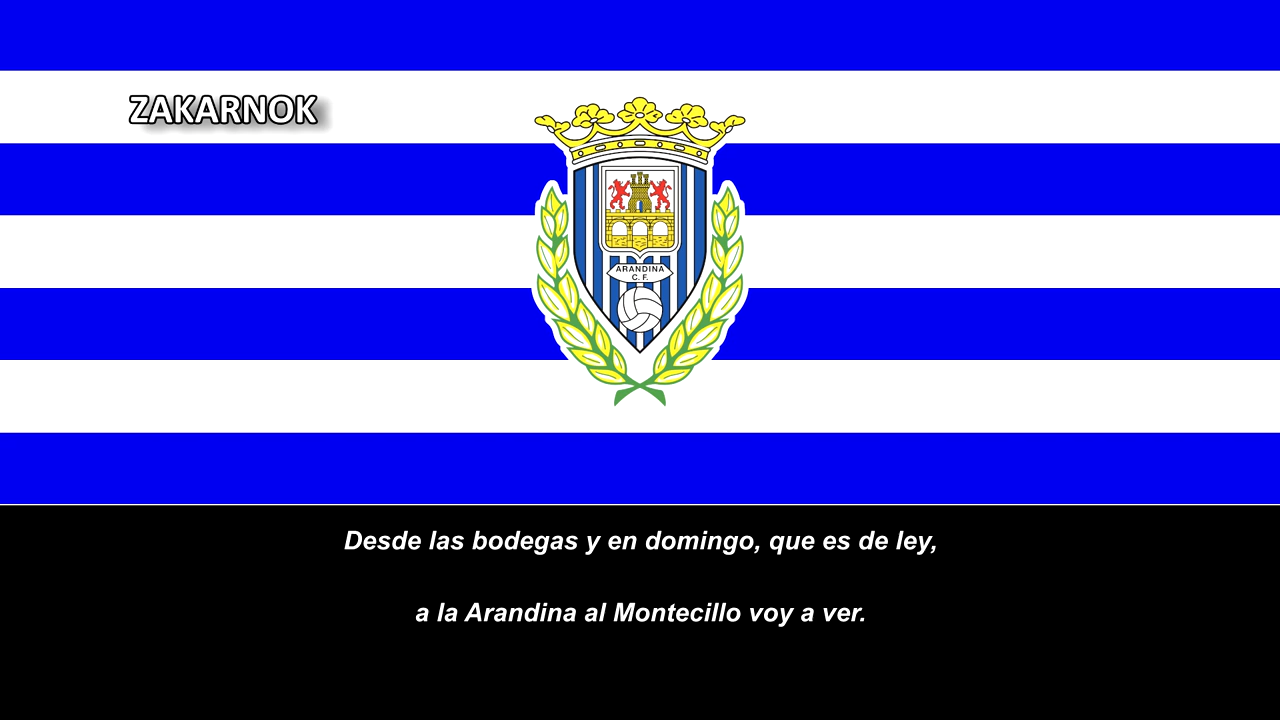 ZAKARNOK
ARANDINA
C. F.
Desde las bodegas y en domingo, que es de ley,
a la Arandina al Montecillo voy a ver.